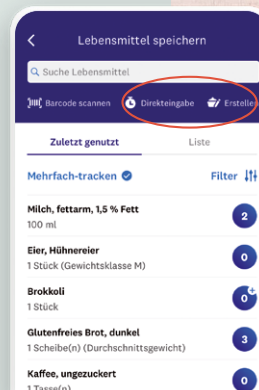 Lebensmittel speichern
Suche Lebensmittel
Barcode scannen Direkteingabe Erstellen
Zuletzt genutzt Liste
Mehrfach-tracken Filter
Milch, fettarm, 1,5 % Fett
100 ml
2
Eier, Hühnereier
1 Stück (Gewichtsklasse M)
0
Brokkoli
1 Stück
0
Glutenfreies Brot, dunkel
1 Scheibe(n) (Durchschnittsgewicht)
3
Kaffee, ungezuckert
1 Tasse(n)
0